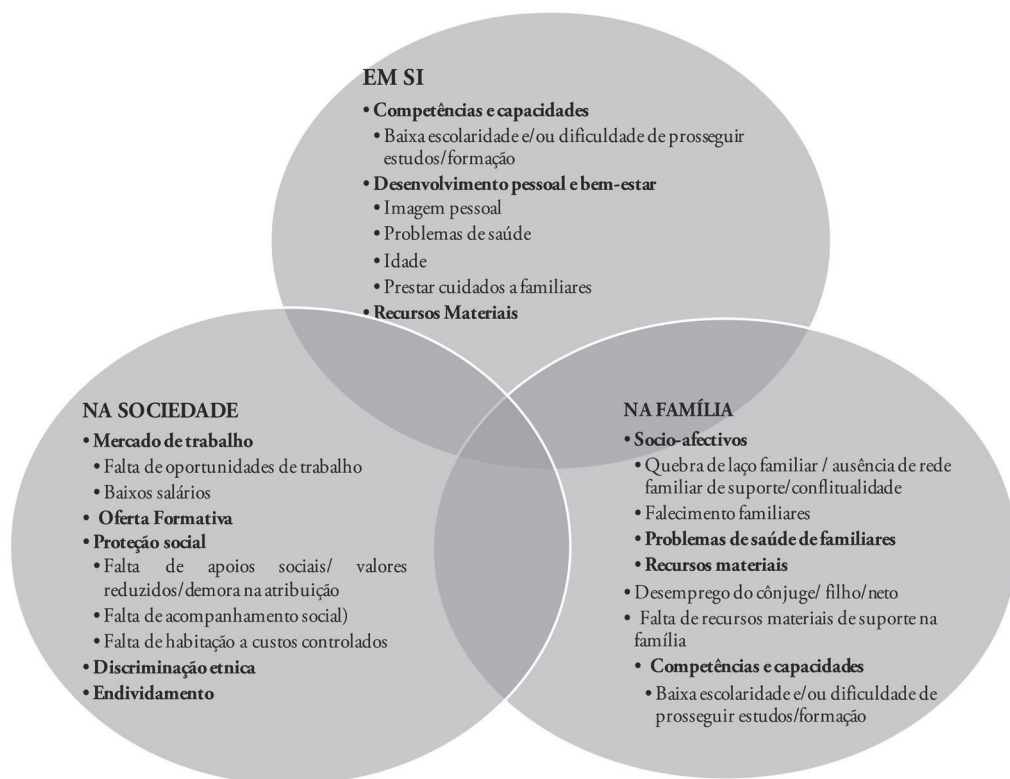 EM SI
• Competências e capacidades
• Baixa escolaridade e/ou dificuldade de prosseguir
estudos/formação
• Desenvolvimento pessoal e bem-estar
• Imagem pessoal
• Problemas de saúde
• Idade
• Prestar cuidados a familiares
• Recursos Materiais
NA SOCIEDADE
• Mercado de trabalho
• Falta de oportunidades de trabalho
• Baixos salários
• Oferta Formativa
• Proteção social
• Falta de apoios sociais/ valores
reduzidos/demora na atribuição
• Falta de acompanhamento social)
• Falta de habitação a custos controlados
• Discriminação etnica
• Endividamento
NA FAMÍLIA
• Socio-afectivos
• Quebra de laço familiar / ausência de rede
familiar de suporte/conflitualidade
• Falecimento familiares
• Problemas de saúde de familiares
• Recursos materiais
• Desemprego do cônjuge/ filho/neto
• Falta de recursos materiais de suporte na
família
• Competências e capacidades
• Baixa escolaridade e/ou dificuldade de
prosseguir estudos/formação